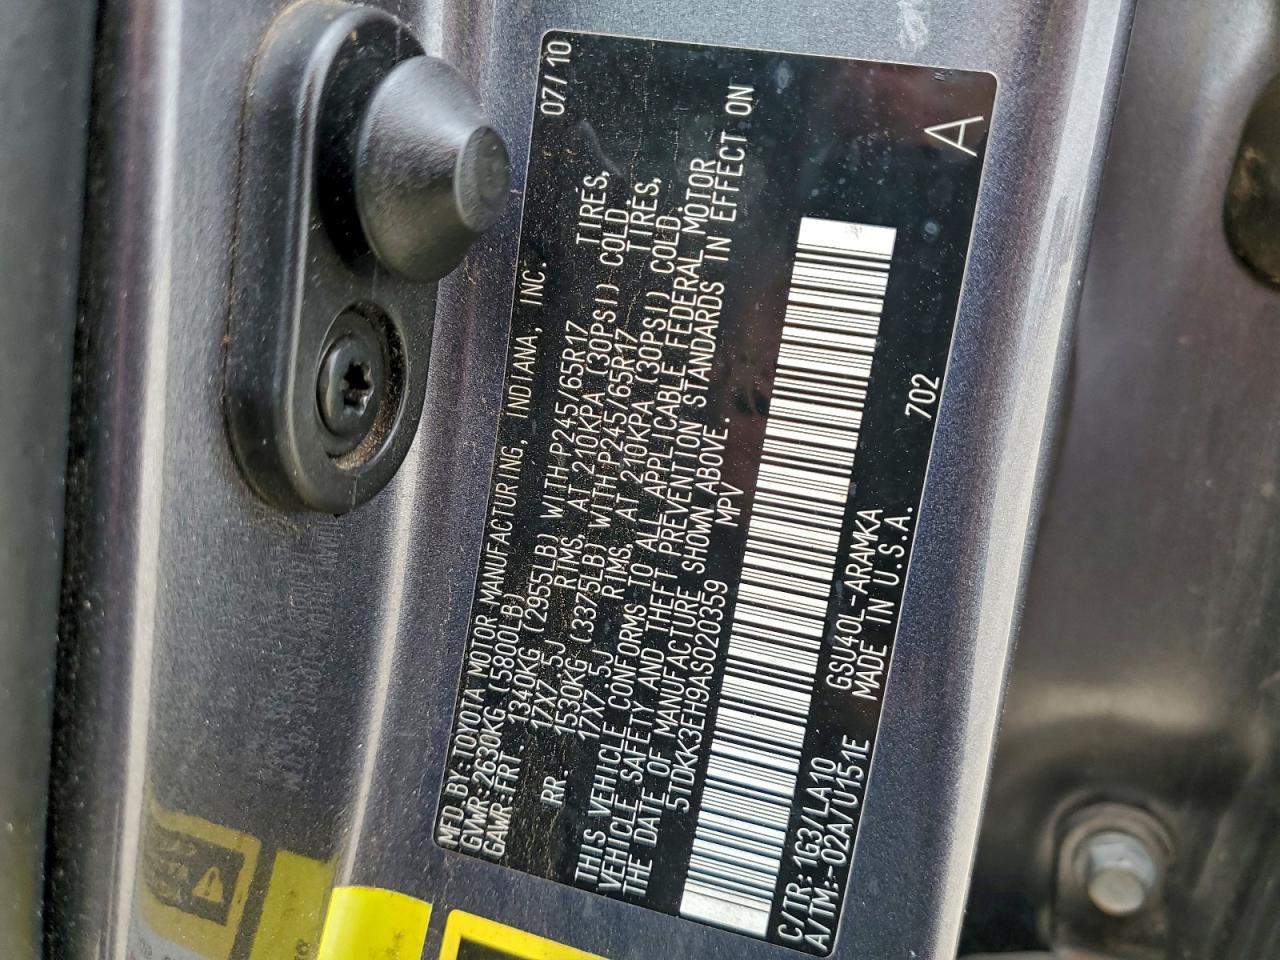 MFD.BY:TOYOTA MOTOR MANUFACTURING, INDIANA, INC. 07/10
GVWR:2630KG(5800LB)
GAWR:FRT. 1340KG (2955LB) WITH P245/65R17 TIRES,
17X7.5J RIMS, AT 210KPA (30PSI) COLD
RR. 1530KG (3375LB) WITH P245/65R17 TIRES,
17X7.5J RIMS, AT 210KPA (30PSI) COLD.
THIS VEHICLE CONFORMS TO ALL APPLICABLE FEDERAL MOTOR
VEHICLE SAFETY AND THEFT PREVENTION STANDARDS IN EFFECT ON
THE DATE OF MANUFACTURE SHOWN ABOVE.
5TDKK3EH9AS020359 MPV
A
C/TR:1G3/LA10 GSU40L-ARAMKA
A/TM:-02A/U151E MADE IN U.S.A. 702